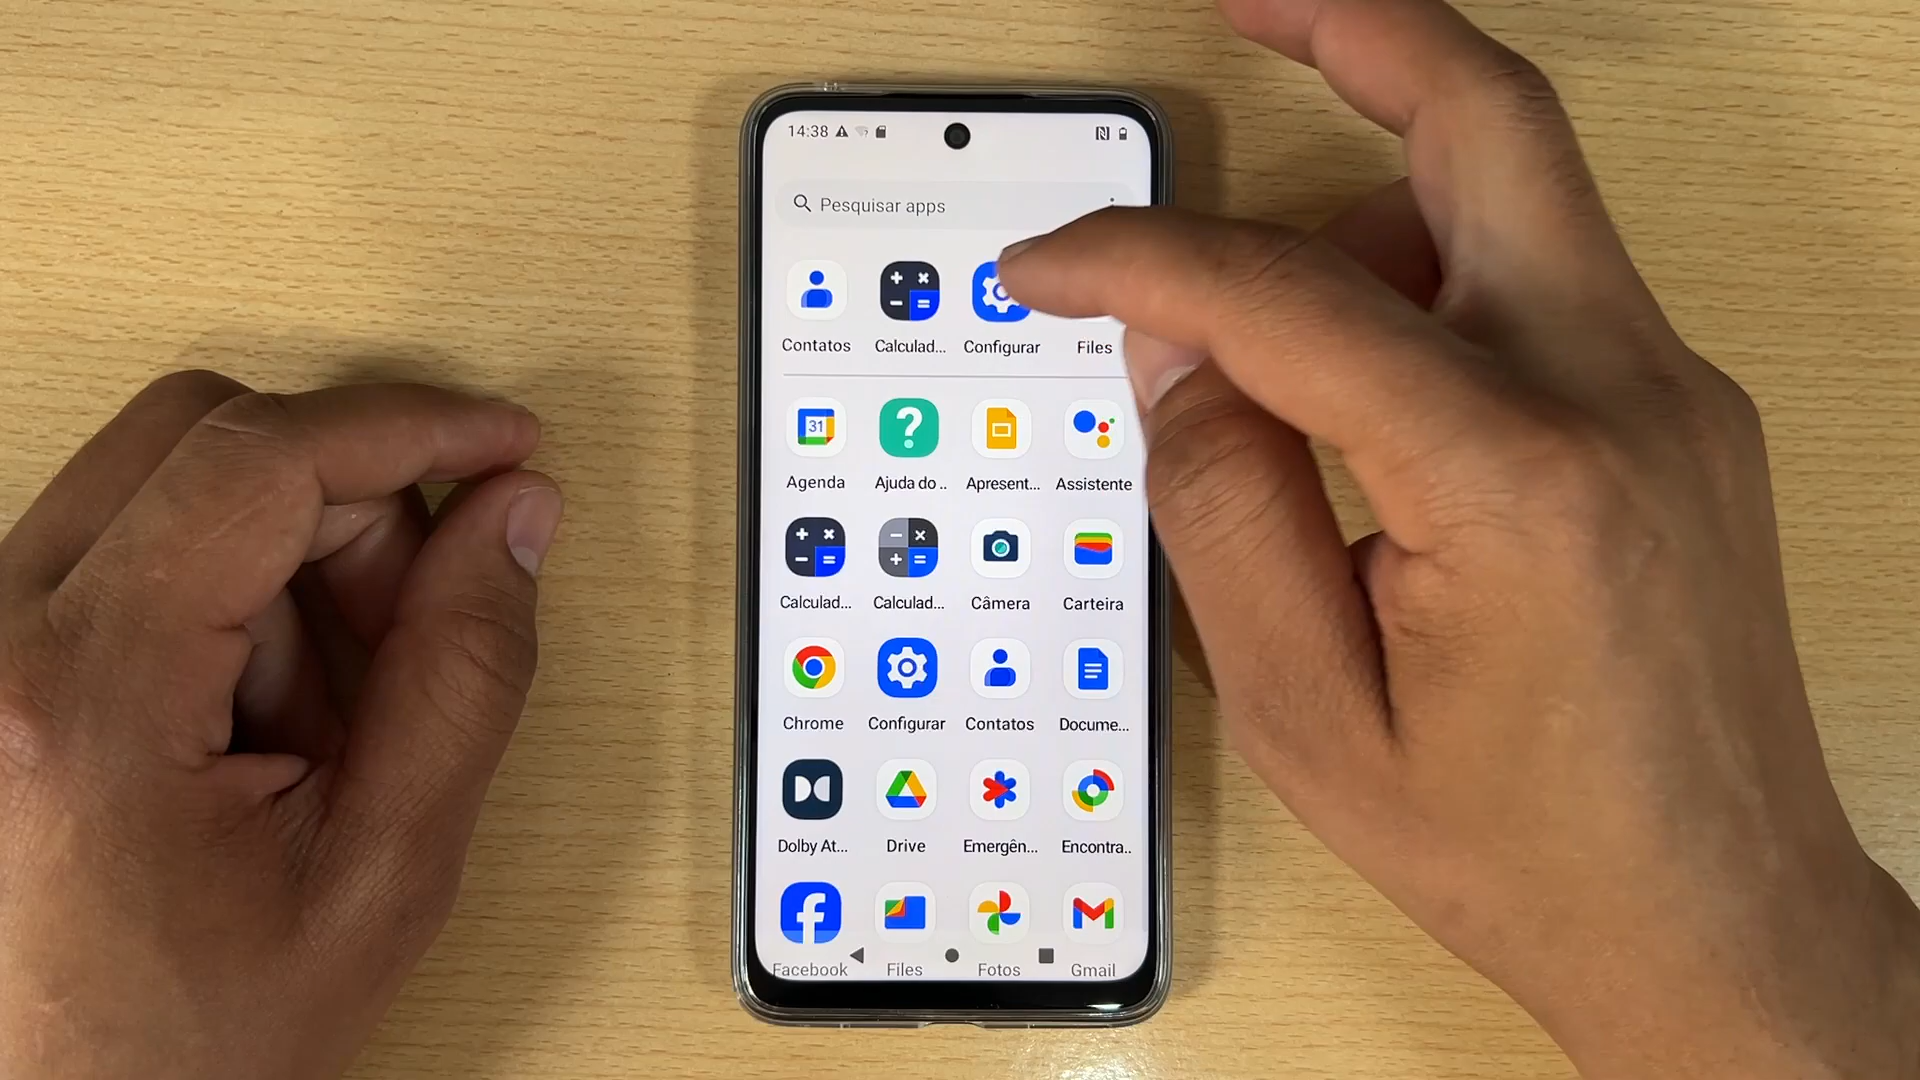 14:38
Pesquisar apps
Contatos Calculad... Configurar Files
31
Agenda Ajuda do .. Apresent... Assistente
Calculad... Calculad... Câmera Carteira
Chrome Configurar Contatos Docume...
Dolby At... Drive Emergên... Encontra..
Facebook Files Fotos Gmail